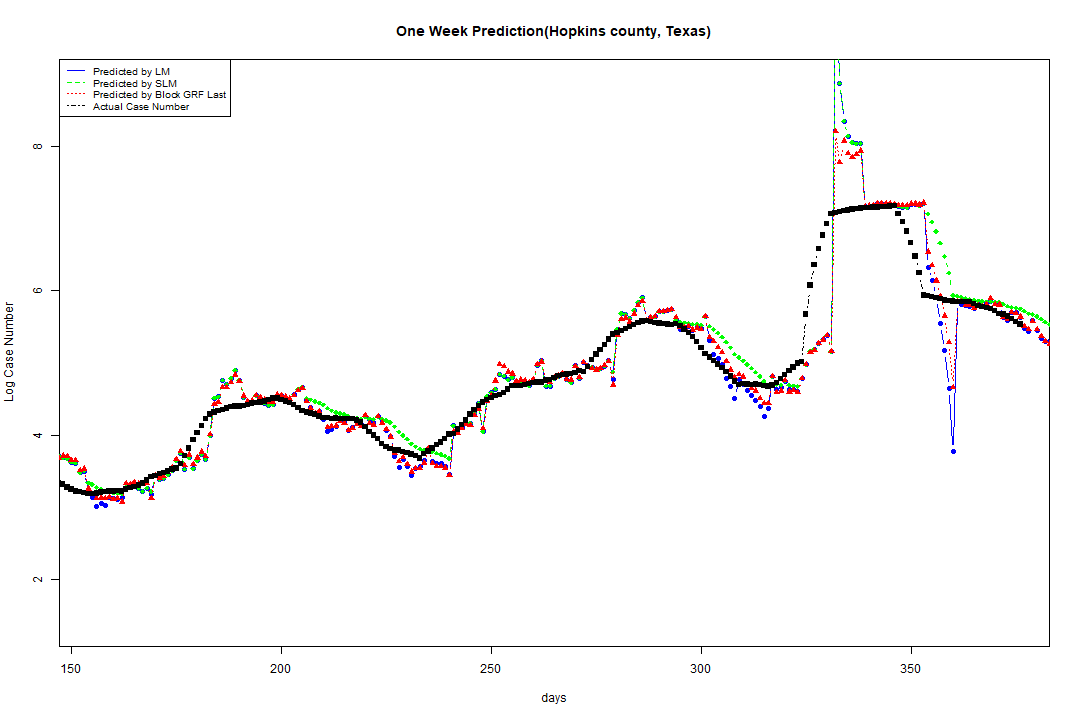 One Week Prediction(Hopkins county, Texas)
Predicted by LM
Predicted by SLM
Predicted by Block GRF Last
Actual Case Number
8
6
4
2
Log Case Number
150 200 250 300 350
days